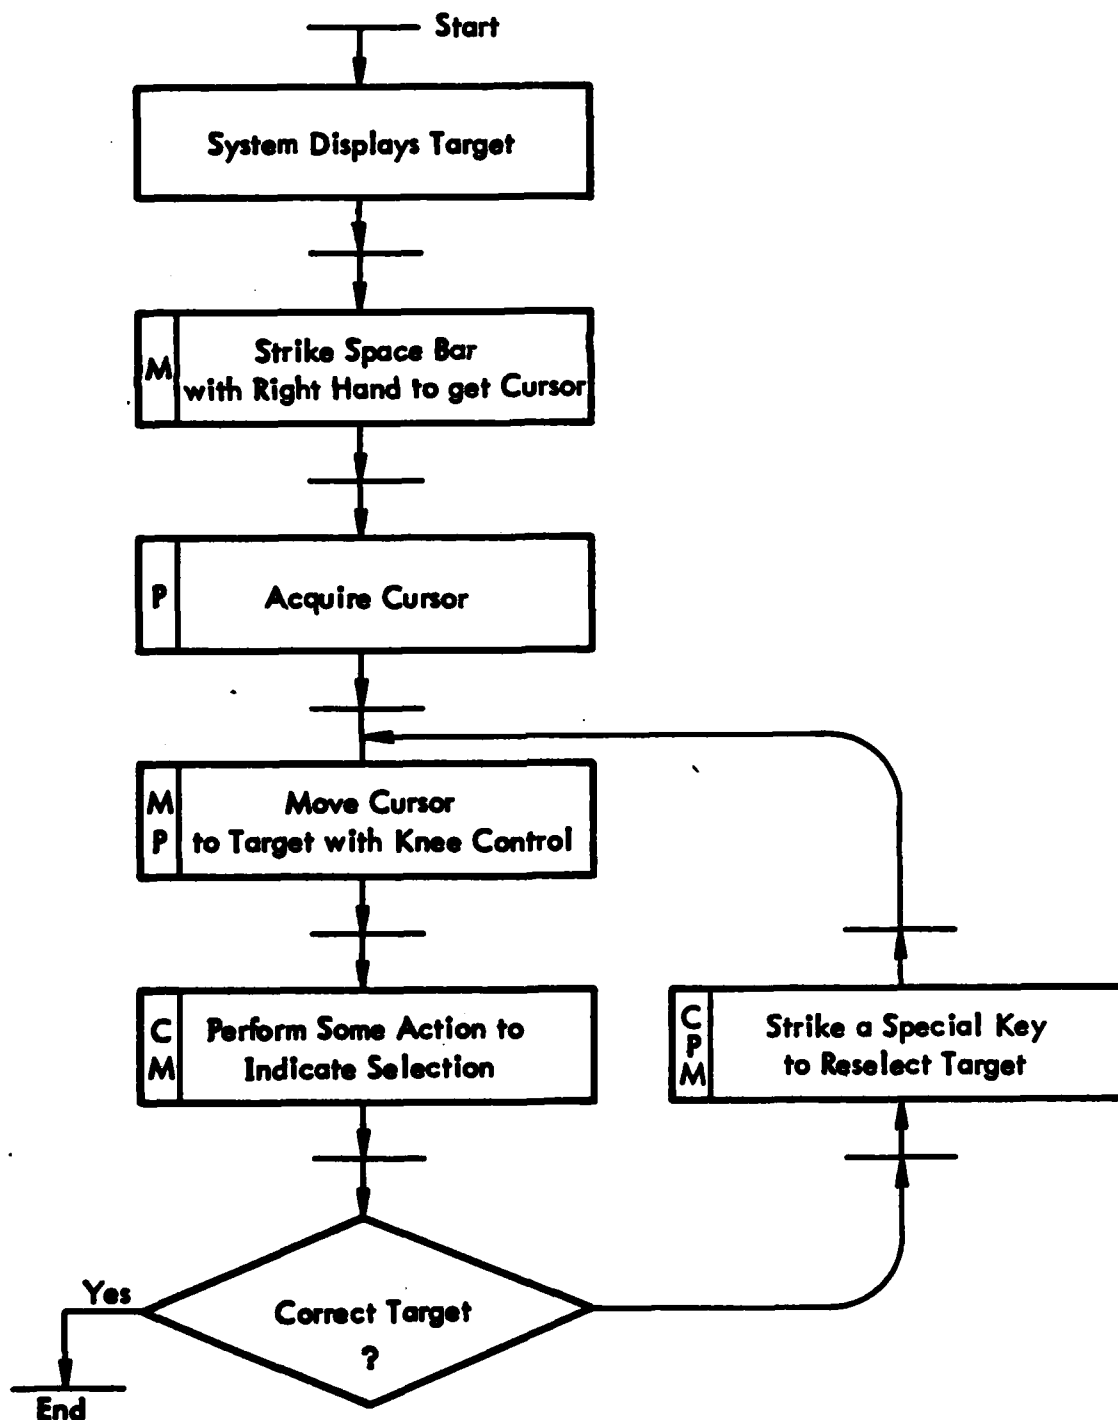 Start
System Displays Target
M
Strike Space Bar
with Right Hand to get Cursor
P
Acquire Cursor
M
P
Move Cursor
to Target with Knee Control
C
M
Perform Some Action to
Indicate Selection
C
P
M
Strike a Special Key
to Reselect Target
Yes
Correct Target
?
End